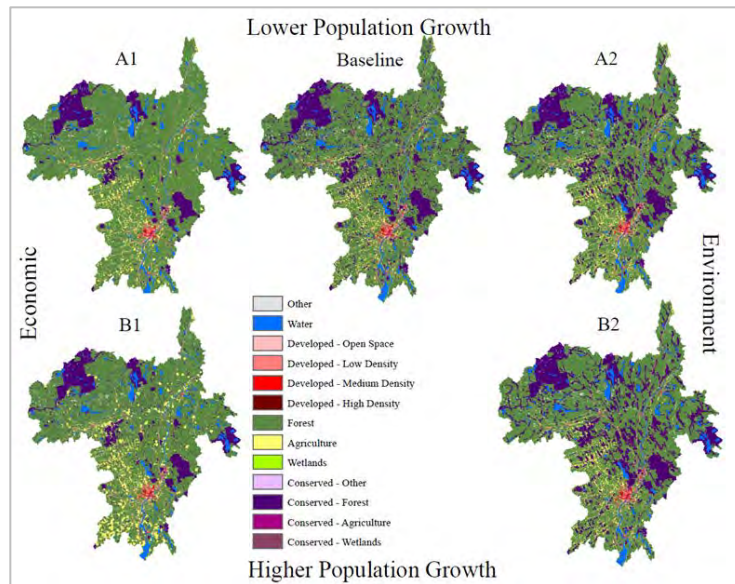 Lower Population Growth
A1
Baseline
A2
Economic
Environment
B1
B2
Other
Water
Developed - Open Space
Developed - Low Density
Developed - Medium Density
Developed - High Density
Forest
Agriculture
Wetlands
Conserved - Other
Conserved - Forest
Conserved - Agriculture
Conserved - Wetlands
Higher Population Growth